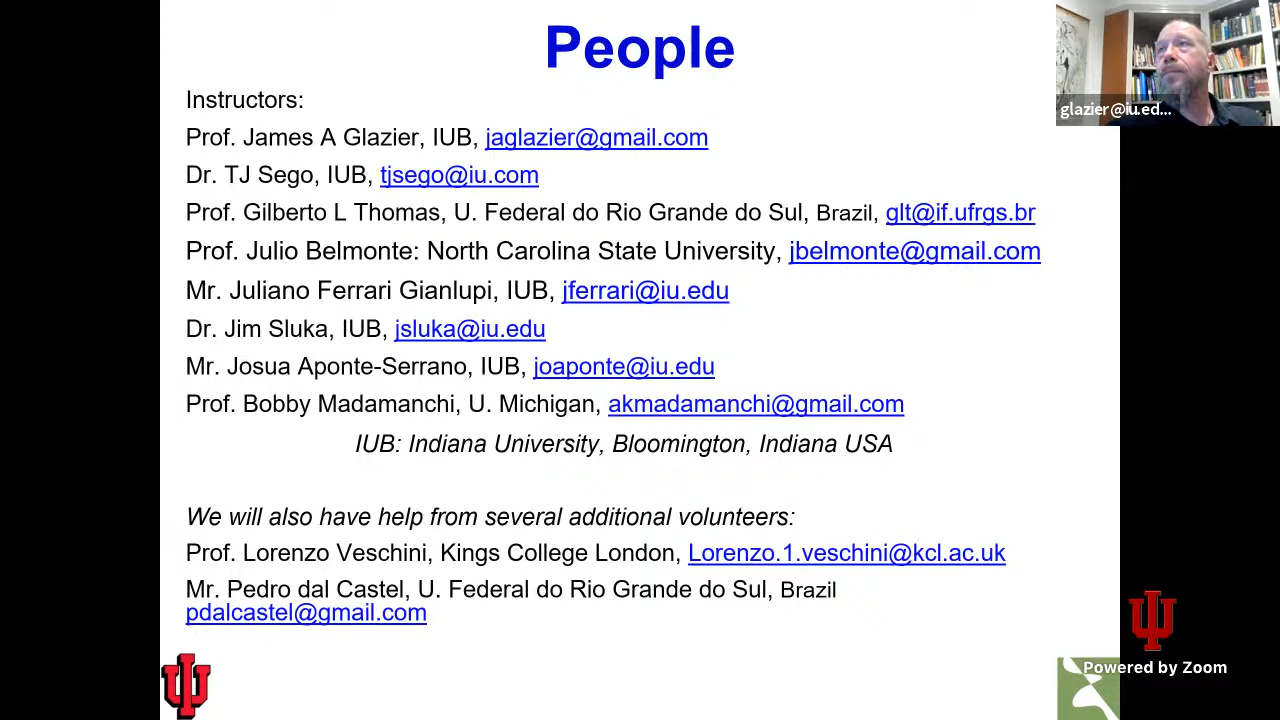 People
glazier@iu.ed...
Instructors:
Prof. James A Glazier, IUB, jaglazier@gmail.com
Dr. TJ Sego, IUB, tjsego@iu.com
Prof. Gilberto L Thomas, U. Federal do Rio Grande do Sul, Brazil, glt@if.ufrgs.br
Prof. Julio Belmonte: North Carolina State University, jbelmonte@gmail.com
Mr. Juliano Ferrari Gianlupi, IUB, jferrari@iu.edu
Dr. Jim Sluka, IUB, jsluka@iu.edu
Mr. Josua Aponte-Serrano, IUB, joaponte@iu.edu
Prof. Bobby Madamanchi, U. Michigan, akmadamanchi@gmail.com
IUB: Indiana University, Bloomington, Indiana USA
We will also have help from several additional volunteers:
Prof. Lorenzo Veschini, Kings College London, Lorenzo.1.veschini@kcl.ac.uk
Mr. Pedro dal Castel, U. Federal do Rio Grande do Sul, Brazil
pdalcastel@gmail.com
Powered by Zoom